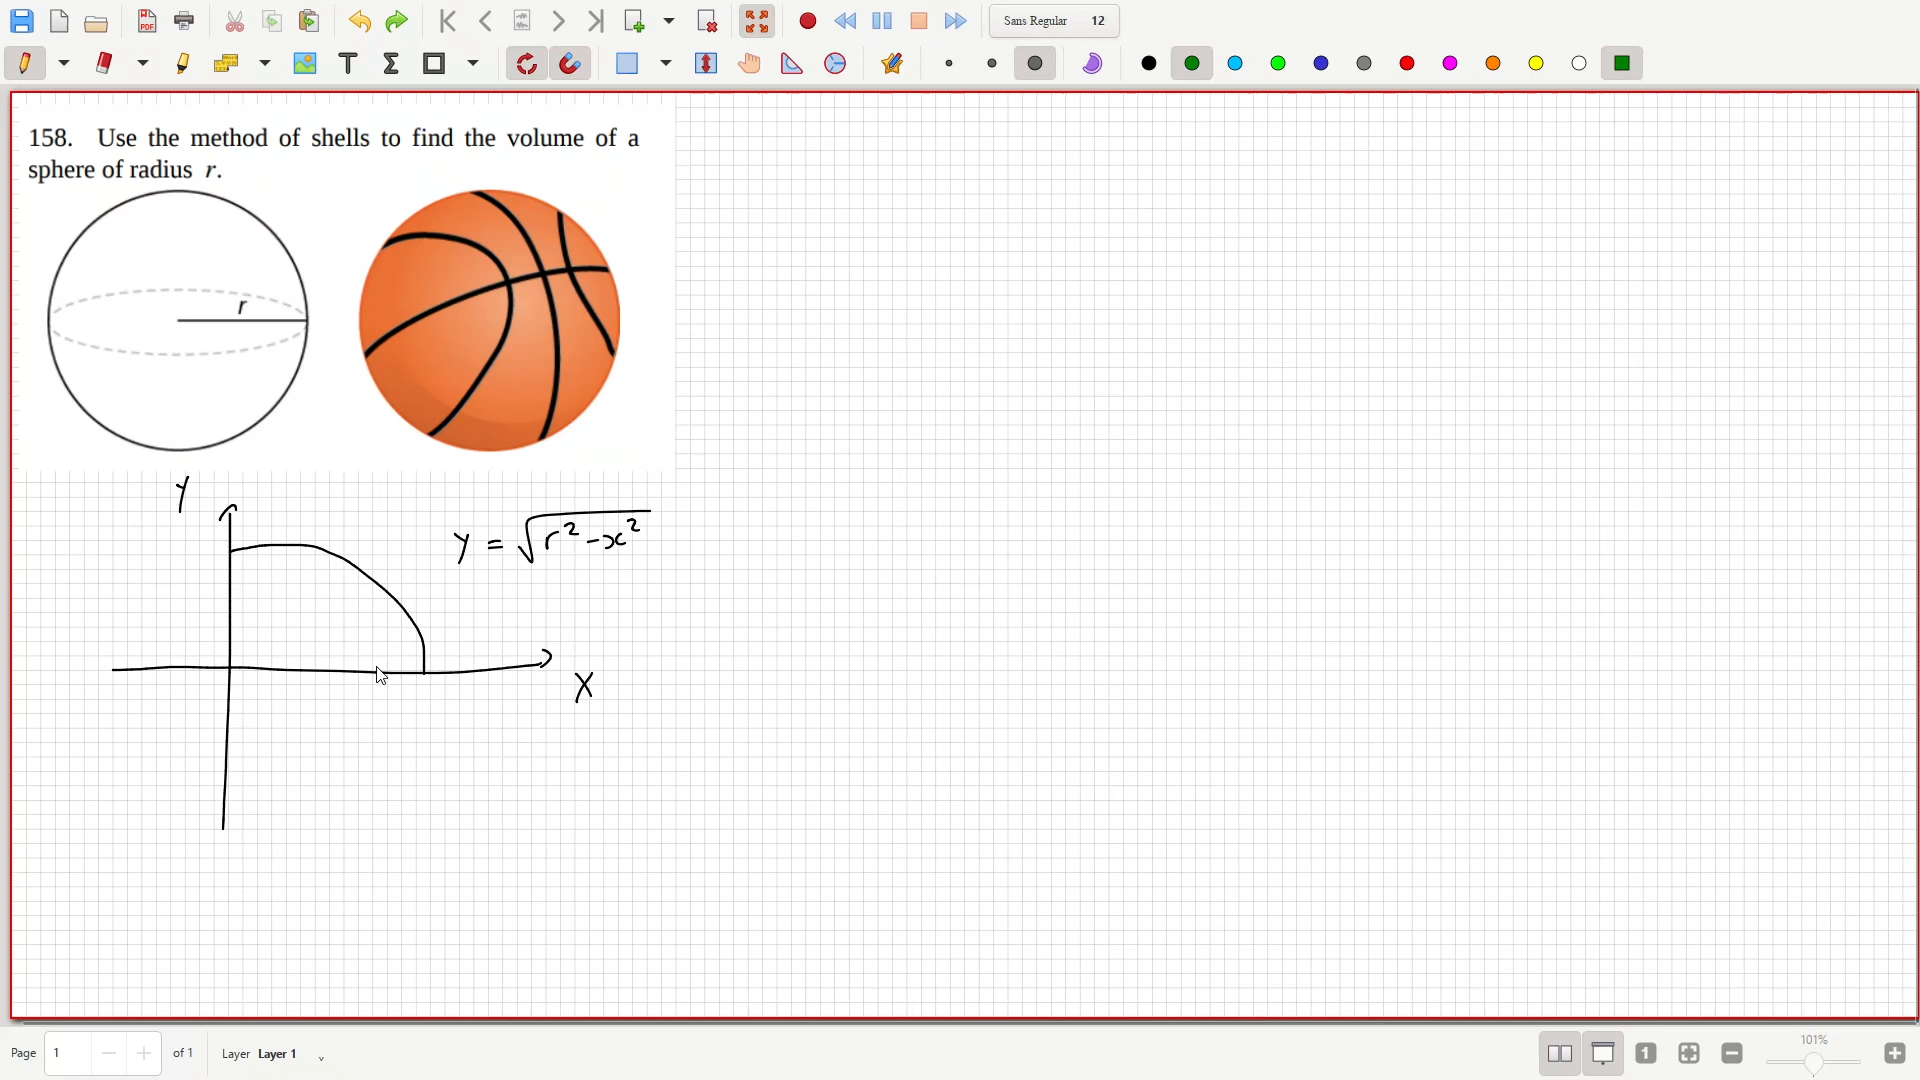 Sans Regular 12
158. Use the method of shells to find the volume of a
sphere of radius r.
r
Y
y = √(r² - x²)
X
Page 1 of 1 Layer Layer 1
101%